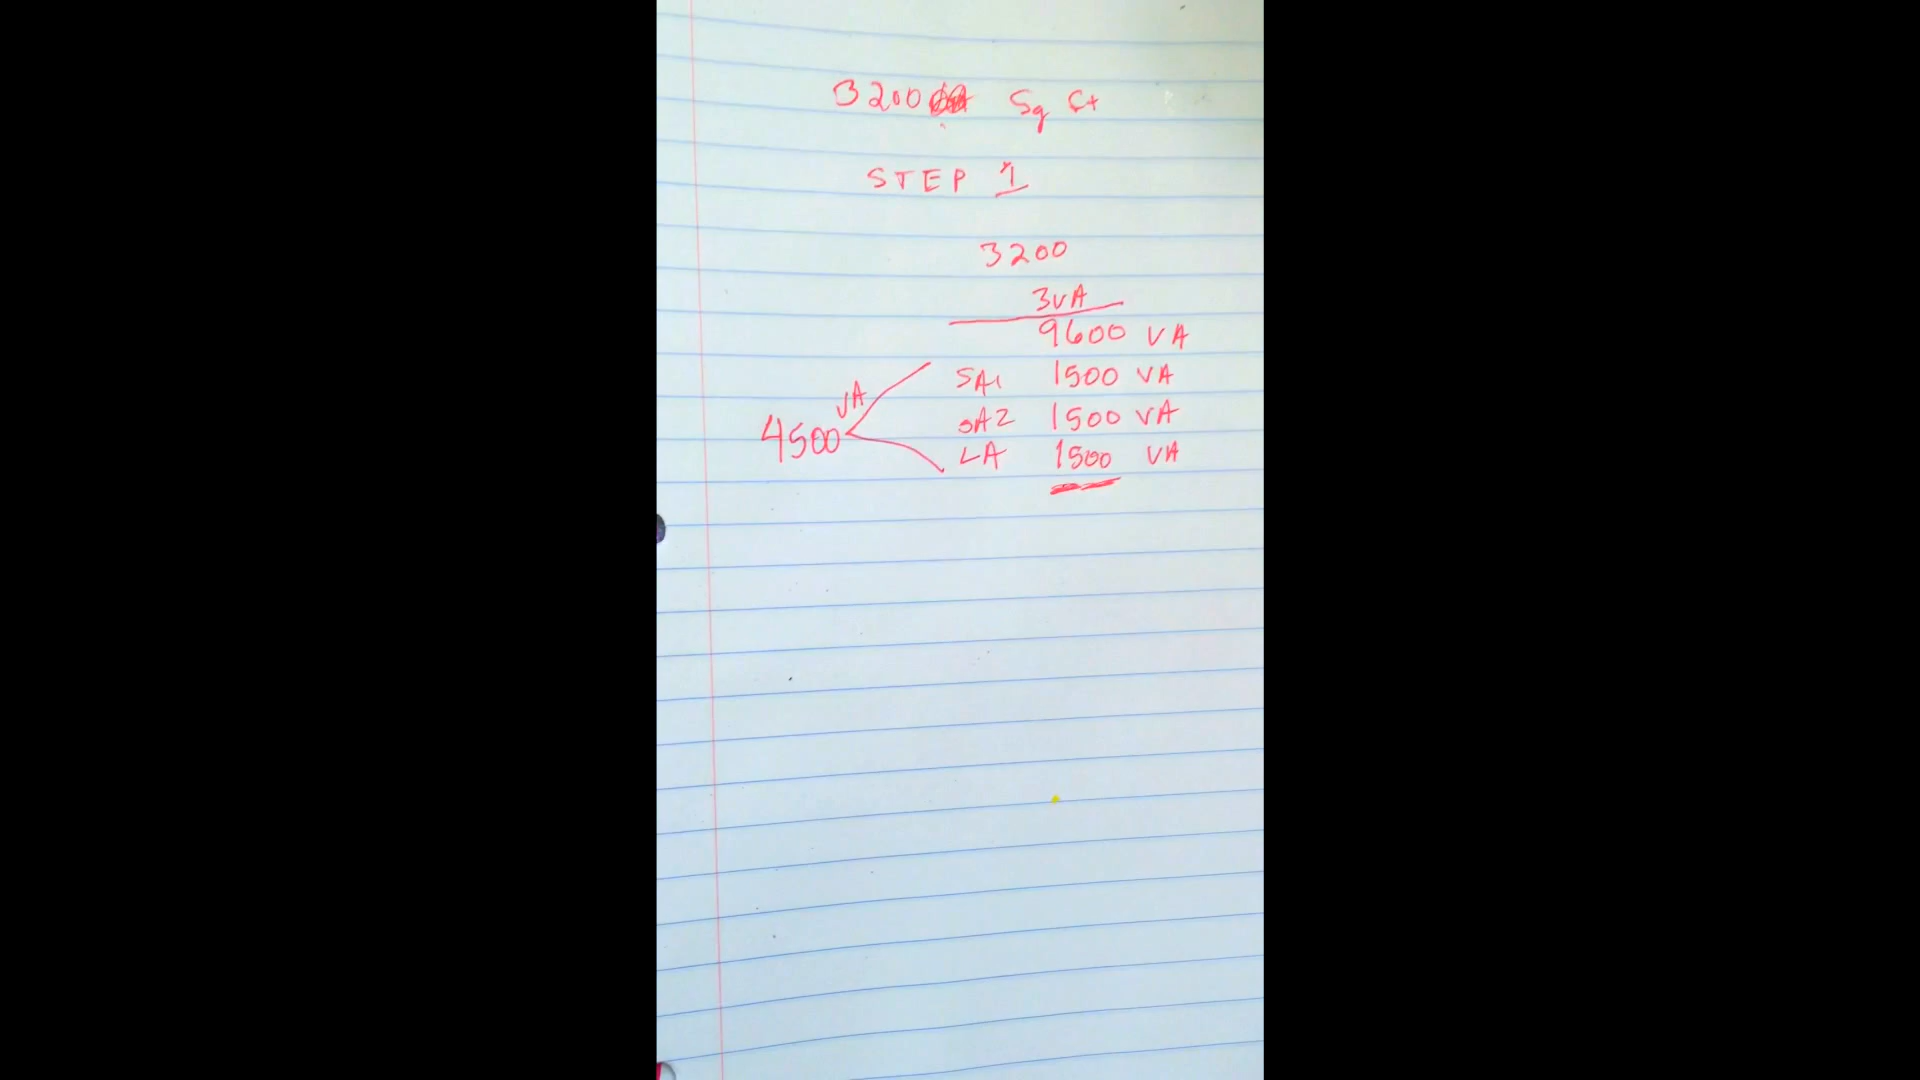 3200 Sq ft
STEP 1
3200
3VA
9600 VA
SA1 1500 VA
4500 VA
SA2 1500 VA
LA 1500 VA